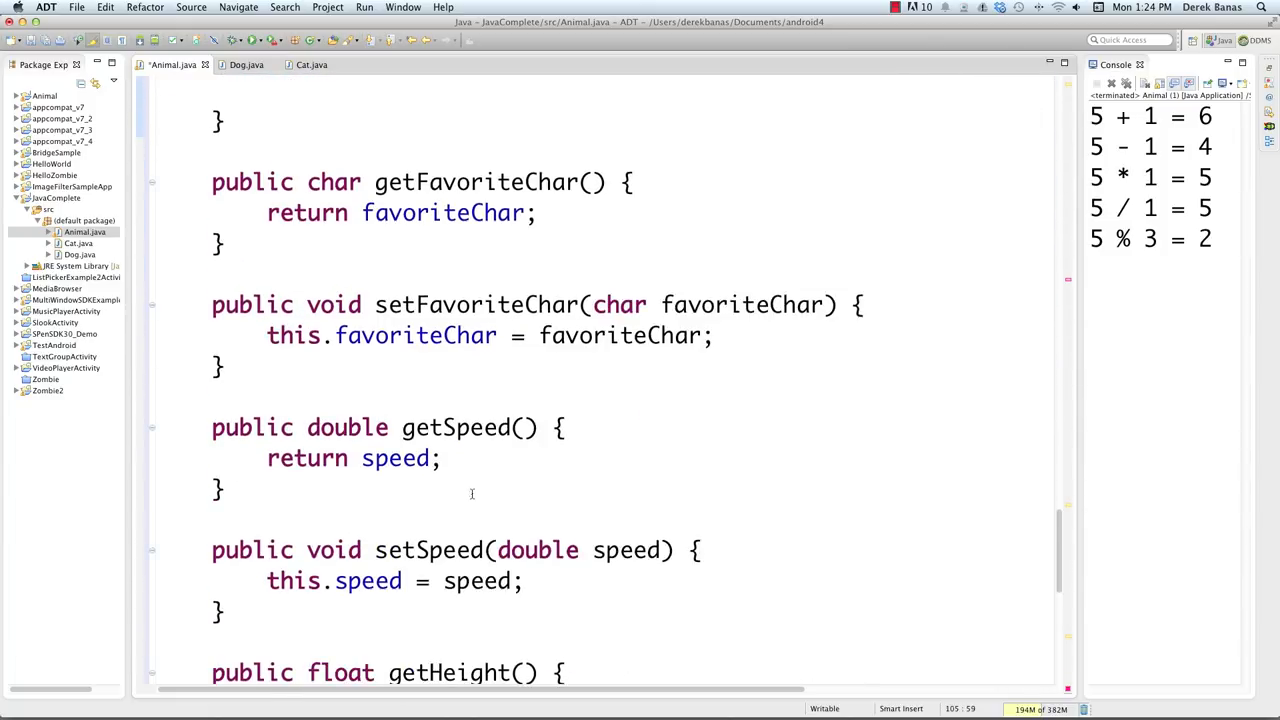 ADT File Edit Refactor Source Navigate Search Project Run Window Help 10 Mon 1:24 PM Derek Banas
Java - JavaComplete/src/Animal.java - ADT - /Users/derekbanas/Documents/android4
Quick Access Java DDMS
Package Exp
*Animal.java Dog.java Cat.java
Console
<terminated> Animal (1) [Java Application] /S
Animal
appcompat_v7
appcompat_v7_2
appcompat_v7_3
appcompat_v7_4
BridgeSample
HelloWorld
HelloZombie
ImageFilterSampleApp
JavaComplete
src
(default package)
Animal.java
Cat.java
Dog.java
JRE System Library [Ja
ListPickerExample2Activi
MediaBrowser
MultiWindowSDKExample
MusicPlayerActivity
SlookActivity
SPenSDK30_Demo
TestAndroid
TextGroupActivity
VideoPlayerActivity
Zombie
Zombie2
}
public char getFavoriteChar() {
return favoriteChar;
}
public void setFavoriteChar(char favoriteChar) {
this.favoriteChar = favoriteChar;
}
public double getSpeed() {
return speed;
}
public void setSpeed(double speed) {
this.speed = speed;
}
public float getHeight() {
5 + 1 = 6
5 - 1 = 4
5 * 1 = 5
5 / 1 = 5
5 % 3 = 2
Writable Smart Insert 105 : 59 194M of 382M